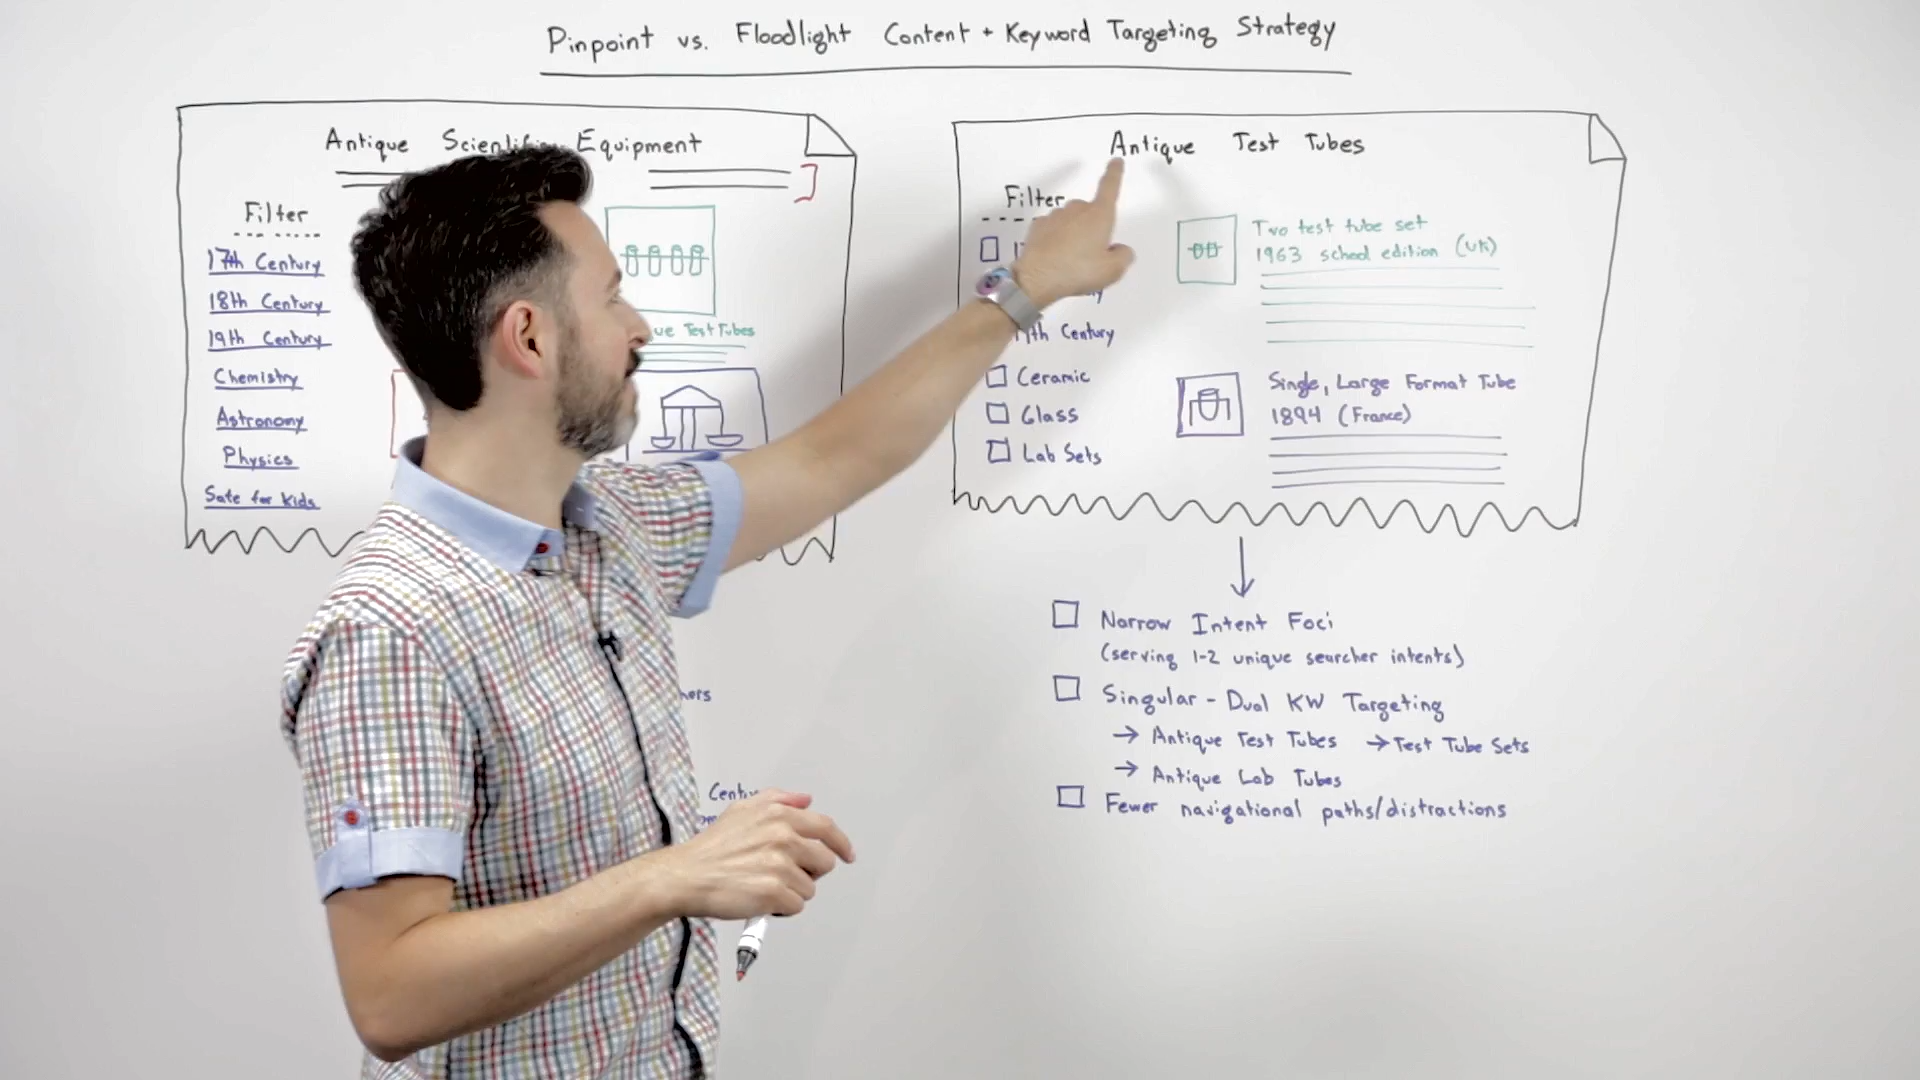 Pinpoint vs. Floodlight Content + Keyword Targeting Strategy
Antique Equipment
Filter
17th Century
18th Century
19th Century
Chemistry
Astronomy
Physics
Safe for Kids
Test Tubes
Antique Test Tubes
Filter
Century
Ceramic
Glass
Lab Sets
Two test tube set
1963 school edition (UK)
Single, Large Format Tube
1894 (France)
Narrow Intent Foci
(serving 1-2 unique searcher intents)
Singular - Dual KW Targeting
→ Antique Test Tubes → Test Tube Sets
→ Antique Lab Tubes
Fewer navigational paths/distractions